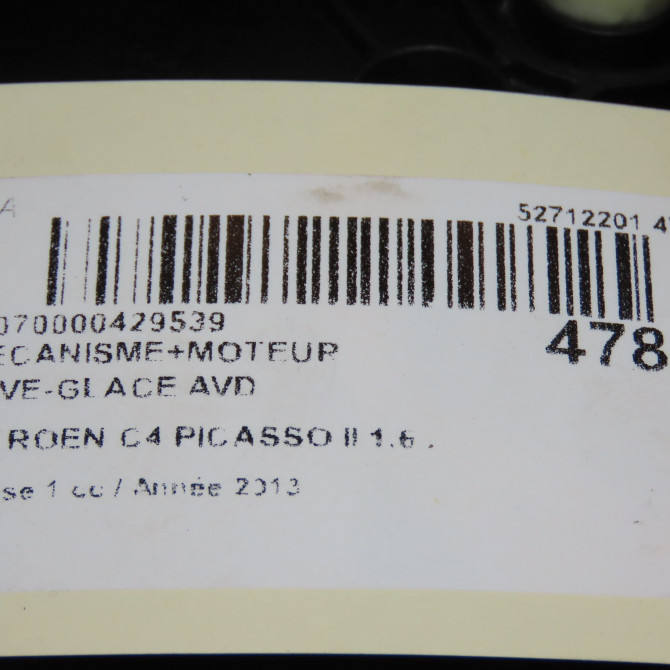 A
52712201 4
070000429539
478
ECANISME+MOTEUR
VE-GLACE AVD
ROEN C4 PICASSO II 1.6 .
se 1 cc / Année 2013